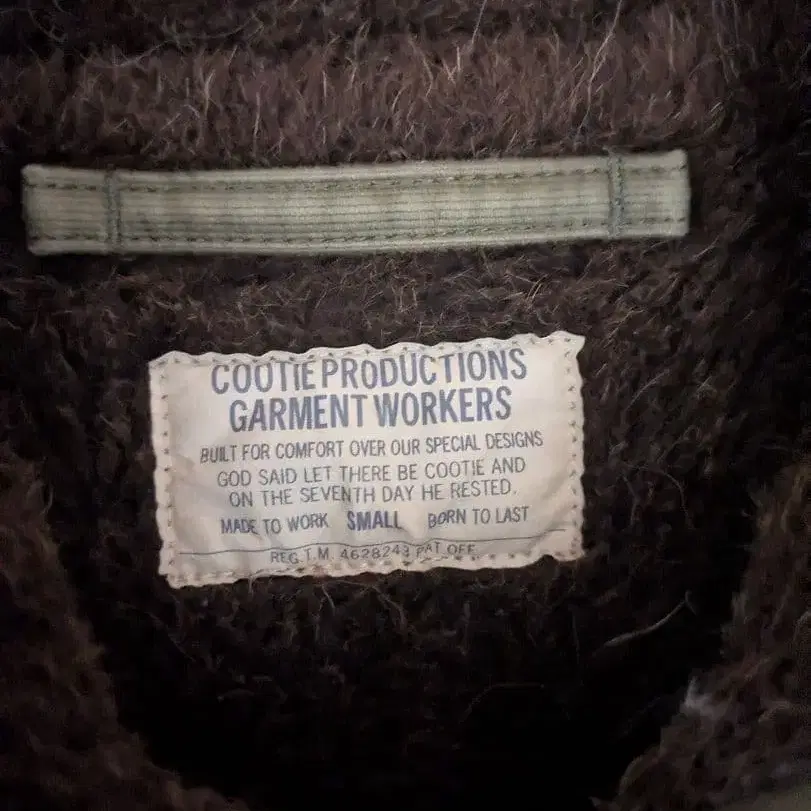 COOTIE PRODUCTIONS
GARMENT WORKERS
BUILT FOR COMFORT OVER OUR SPECIAL DESIGNS
GOD SAID LET THERE BE COOTIE AND
ON THE SEVENTH DAY HE RESTED.
MADE TO WORK SMALL BORN TO LAST
REG.T.M. 4628243 PAT OFF.